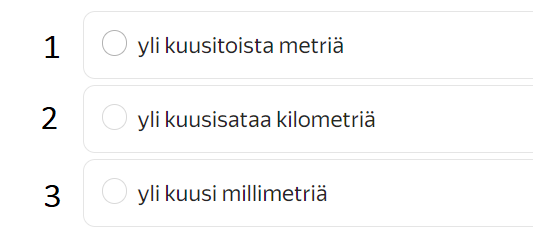 1 yli kuusitoista metriä
2 yli kuusisataa kilometriä
3 yli kuusi millimetriä